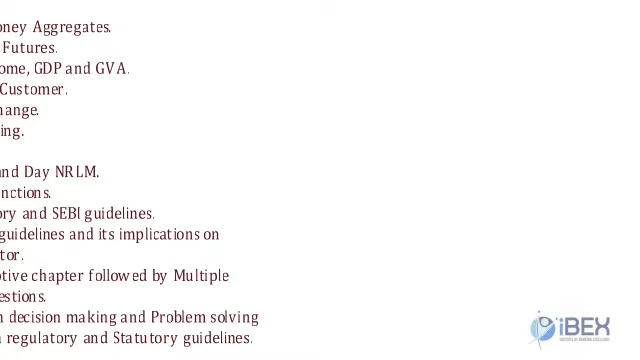 oney Aggregates.
Futures.
ome, GDP and GVA.
Customer.
hange.
ing.
and Day NRLM.
nctions.
ory and SEBI guidelines.
guidelines and its implications on
tor.
ptive chapter followed by Multiple
estions.
n decision making and Problem solving
n regulatory and Statutory guidelines.
iBEX